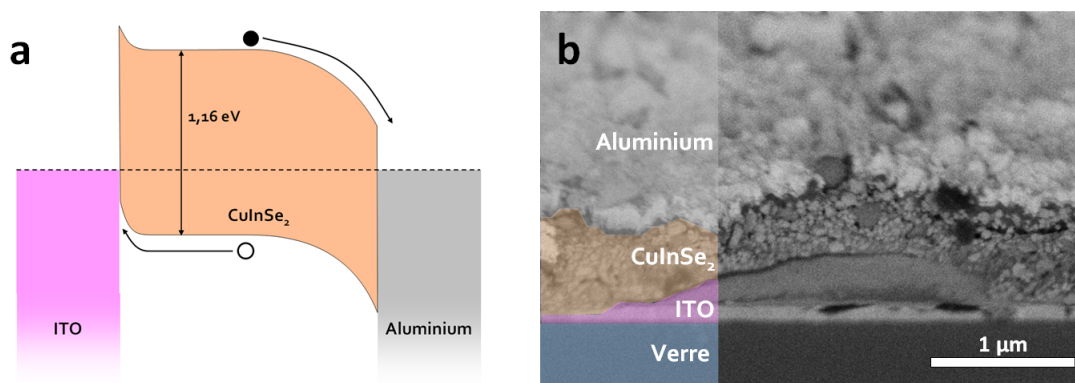 a
1,16 eV
CuInSe₂
ITO
Aluminium
b
Aluminium
CuInSe₂
ITO
Verre
1 µm